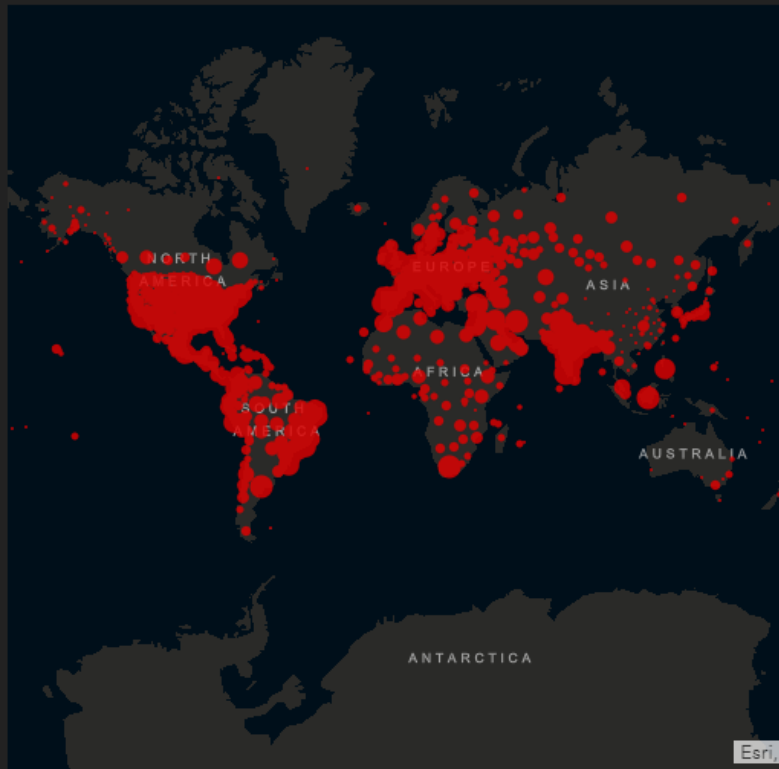 NORTH
AMERICA
EUROPE
ASIA
AFRICA
SOUTH
AMERICA
AUSTRALIA
ANTARCTICA
Esri,